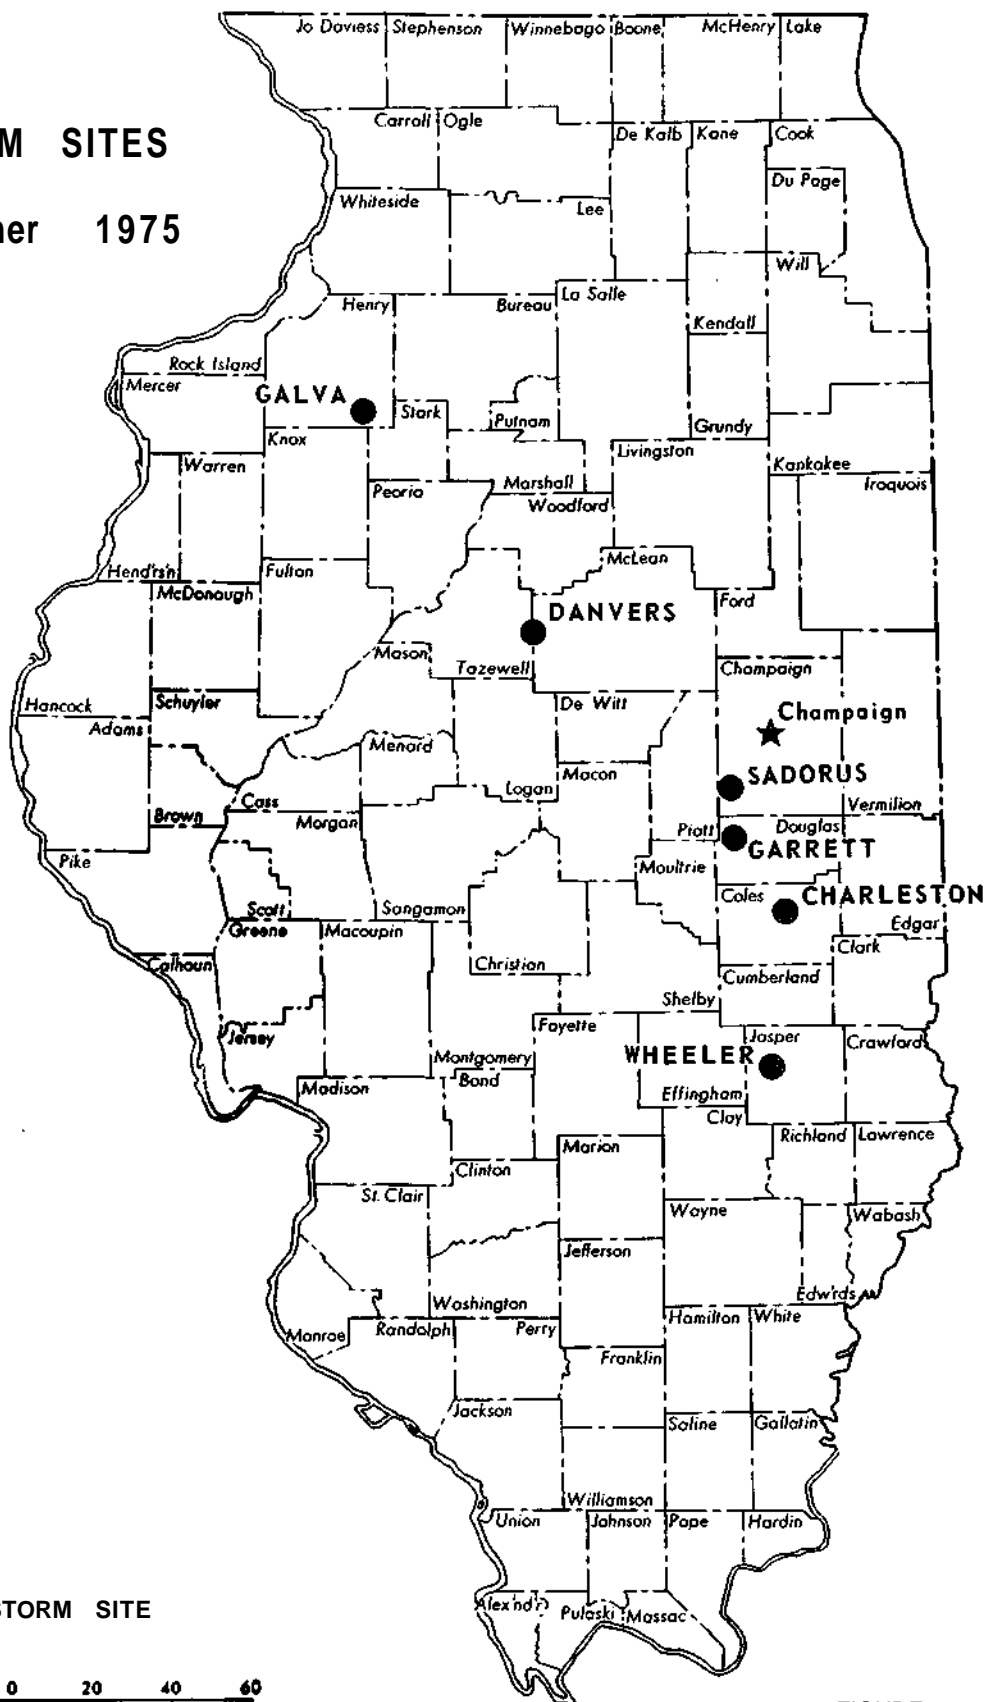 Jo Daviess Stephenson Winnebago Boone McHenry Lake
SITES
Carroll Ogle De Kalb Kane Cook
Du Page
Whiteside Lee
1975
Will
Henry Bureau La Salle
Kendall
Rock Island
Mercer
GALVA Stark Putnam
Grundy
Knox Livingston
Warren Kankakee
Peoria Marshall Iroquois
Woodford
McLean
Hend'rs'n Fulton
McDonough Ford
DANVERS
Mason
Tazewell Champaign
Hancock Schuyler De Witt Champaign
Adams
Menard
Macon SADORUS
Logan
Cass Vermilion
Brown Morgan Piatt Douglas
Pike GARRETT
Moultrie
Coles CHARLESTON
Scott Sangamon Edgar
Greene Macoupin
Clark
Calhoun Christian Cumberland
Shelby
Fayette
Jersey Jasper Crawford
Montgomery WHEELER
Madison Bond
Effingham
Clay
Richland Lawrence
Marion
Clinton
St. Clair
Wayne Wabash
Jefferson
Washington Edw'rds
Monroe Randolph Perry Hamilton White
Franklin
Jackson
Saline Gallatin
Williamson
Union Johnson Pope Hardin
STORM SITE
Alex'nd'r Pulaski Massac
0 20 40 60